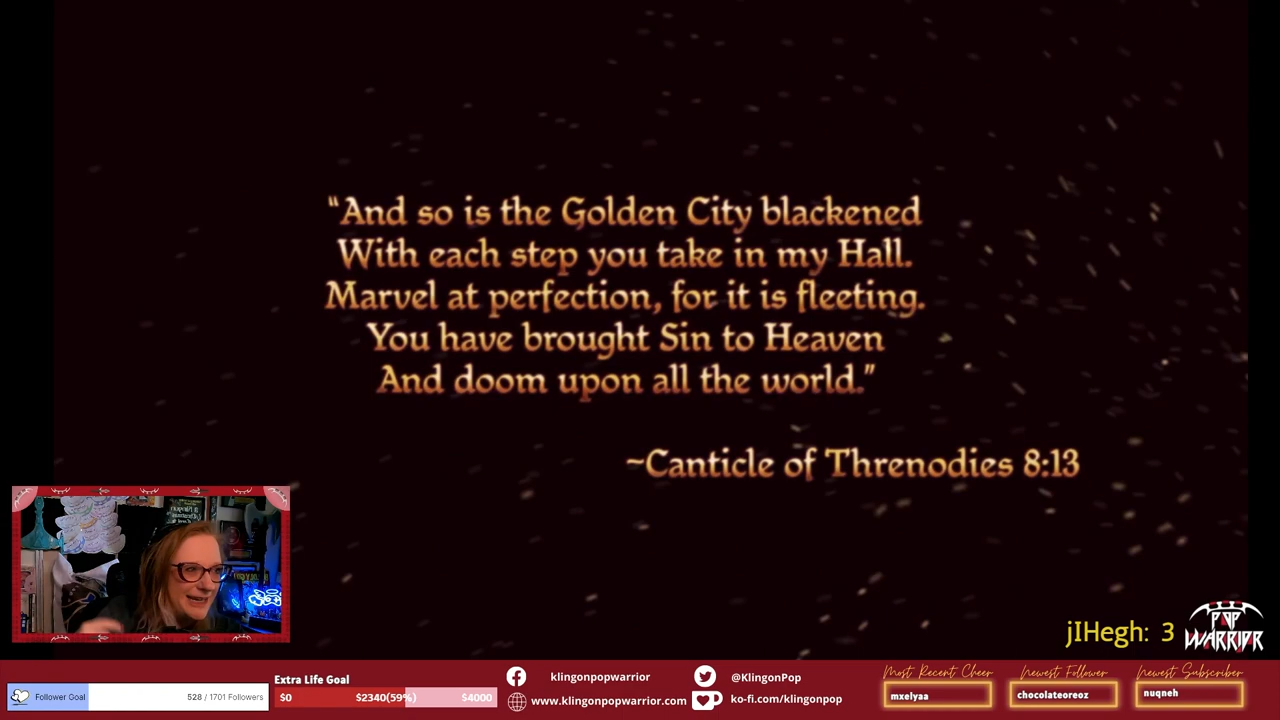 “And so is the Golden City blackened
With each step you take in my Hall.
Marvel at perfection, for it is fleeting.
You have brought Sin to Heaven
And doom upon all the world.”
~Canticle of Threnodies 8:13
jIHegh: 3
POP
WARRIOR
Follower Goal 528 / 1701 Followers
Extra Life Goal
$0 $2340(59%) $4000
klingonpopwarrior
www.klingonpopwarrior.com
@KlingonPop
ko-fi.com/klingonpop
Most Recent Cheer
mxelyaa
Newest Follower
chocolateoreoz
Newest Subscriber
nuqneh